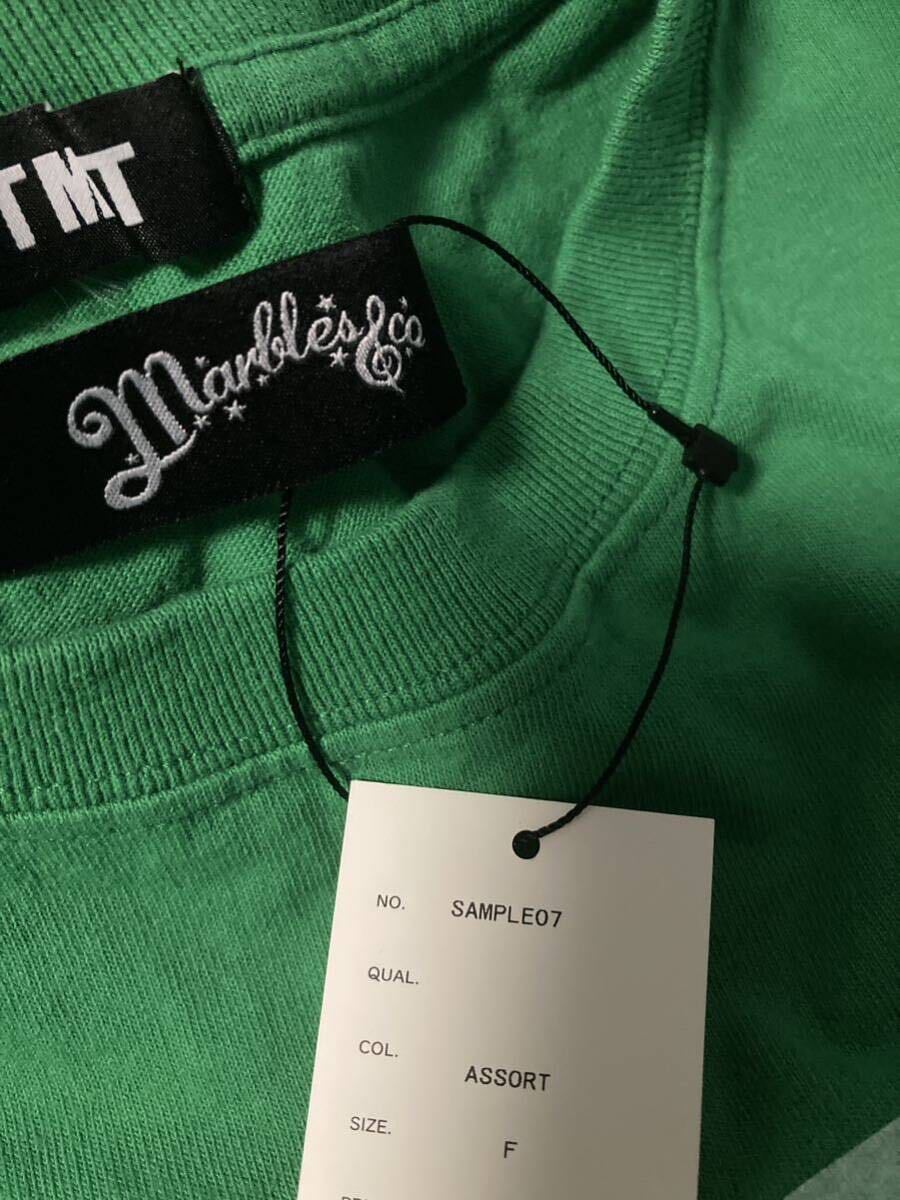 TMT
Marbles&co.
NO. SAMPLE07
QUAL.
COL. ASSORT
SIZE. F